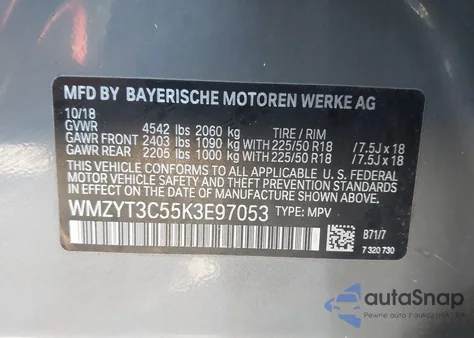 MFD BY BAYERISCHE MOTOREN WERKE AG
10/18
GVWR 4542 lbs 2060 kg TIRE / RIM
GAWR FRONT 2403 lbs 1090 kg WITH 225/50 R18 /7.5J x 18
GAWR REAR 2205 lbs 1000 kg WITH 225/50 R18 /7.5J x 18
THIS VEHICLE CONFORMS TO ALL APPLICABLE U. S. FEDERAL
MOTOR VEHICLE SAFETY AND THEFT PREVENTION STANDARDS
IN EFFECT ON THE DATE OF MANUFACTURE SHOWN ABOVE.
WMZYT3C55K3E97053 TYPE: MPV
B71/7
7 320 730
autoSnap
Pewne auto z USA